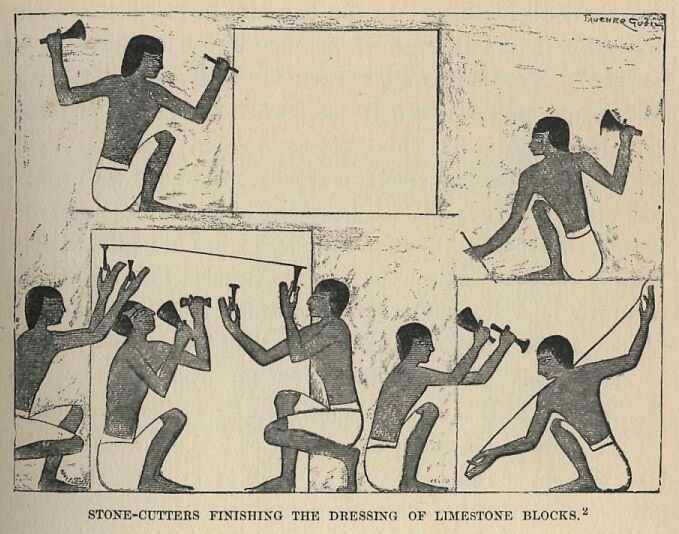 FAUCHER GUDIN
STONE-CUTTERS FINISHING THE DRESSING OF LIMESTONE BLOCKS.²